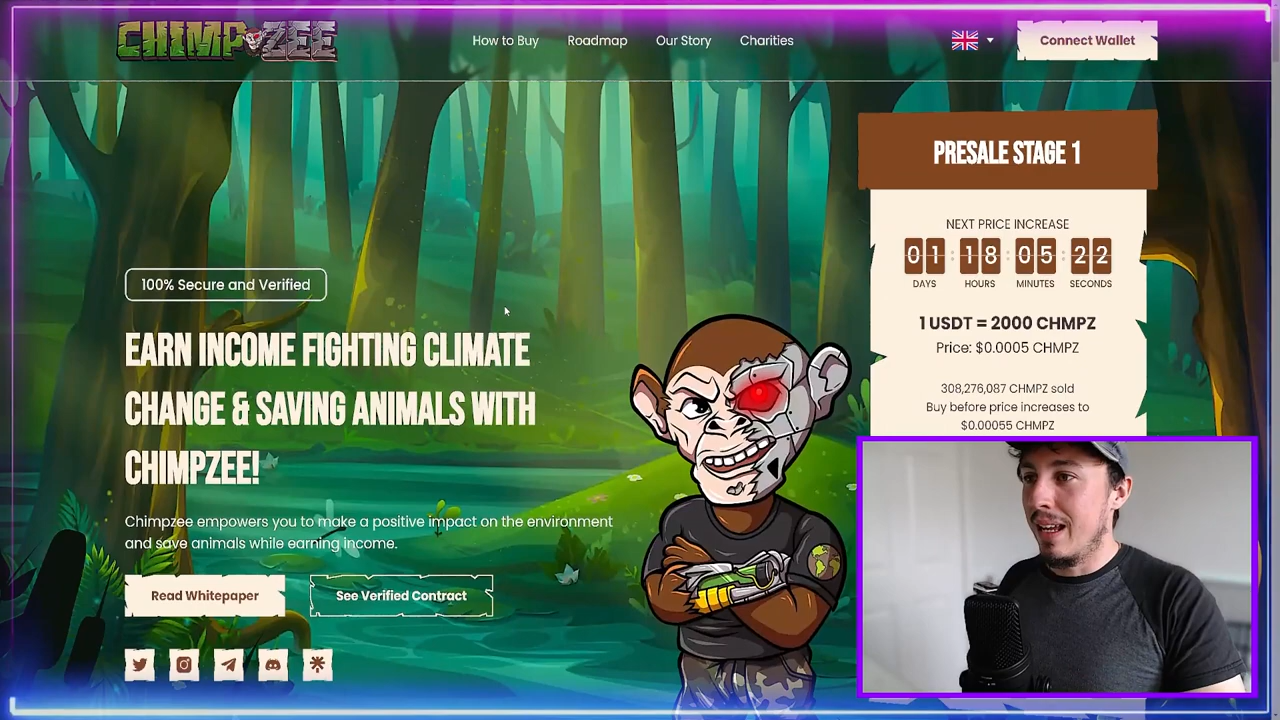 CHIMPZEE
How to Buy
Roadmap
Our Story
Charities
Connect Wallet
PRESALE STAGE 1
NEXT PRICE INCREASE
01 : 18 : 05 : 22
DAYS HOURS MINUTES SECONDS
1 USDT = 2000 CHMPZ
Price: $0.0005 CHMPZ
308,276,087 CHMPZ sold
Buy before price increases to
$0.00055 CHMPZ
100% Secure and Verified
EARN INCOME FIGHTING CLIMATE
CHANGE & SAVING ANIMALS WITH
CHIMPZEE!
Chimpzee empowers you to make a positive impact on the environment
and save animals while earning income.
Read Whitepaper
See Verified Contract